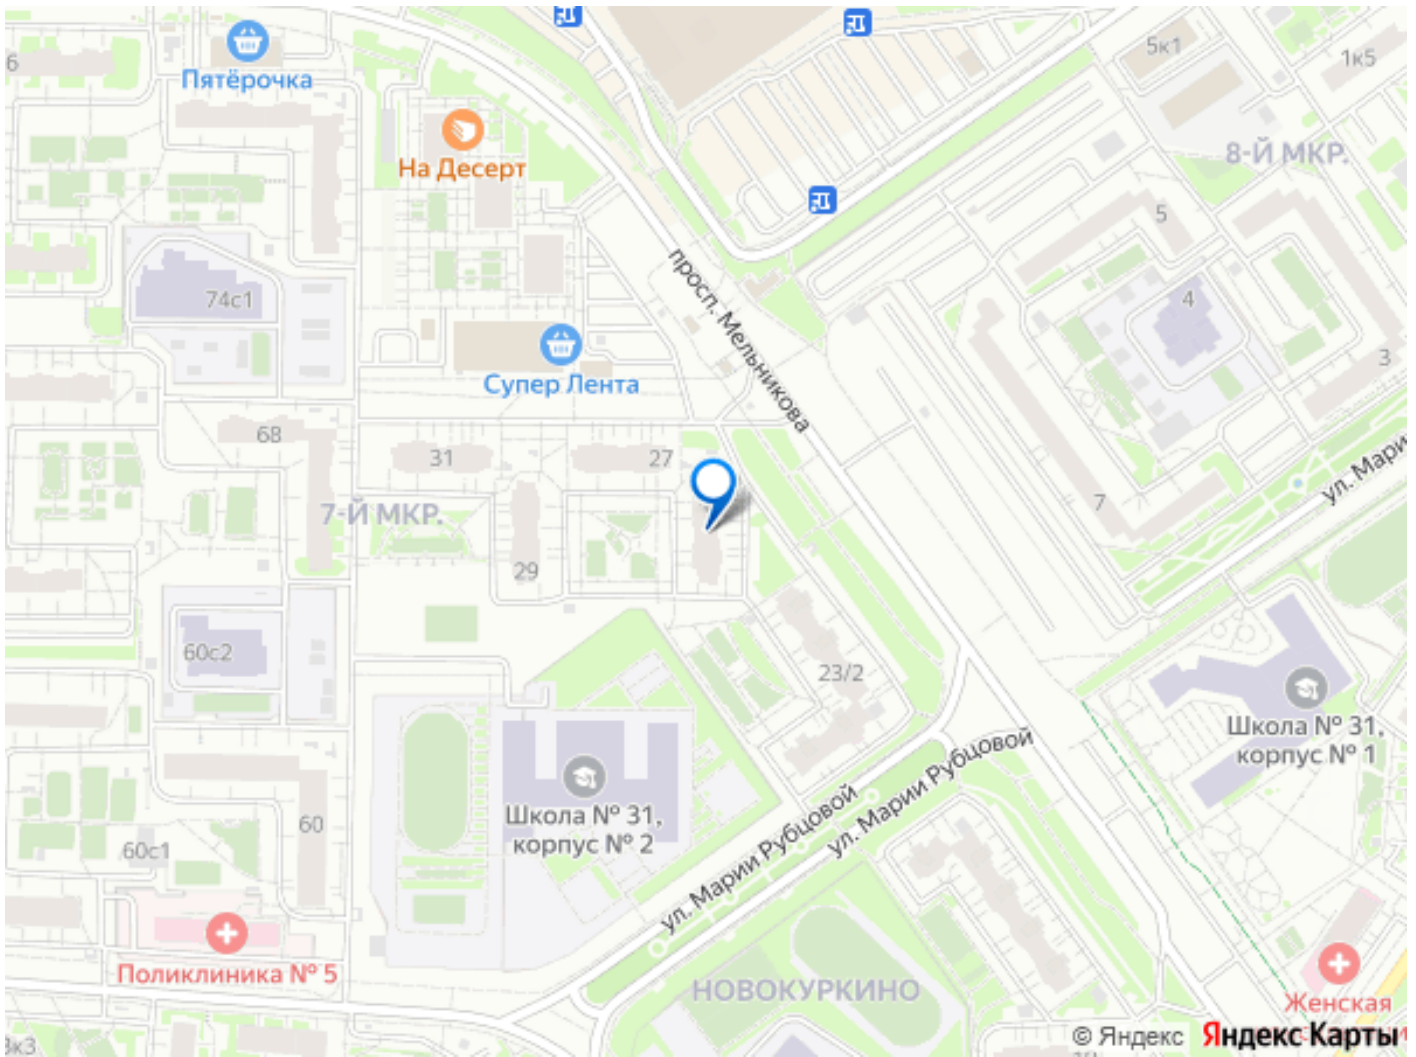 6
Пятёрочка
На Десерт
5к1
1к5
8-Й МКР.
5
74с1
4
просп. Мельникова
Супер Лента
3
68
31
27
7-Й МКР.
7
ул. Мари
29
60с2
23/2
Школа № 31,
корпус № 1
Школа № 31,
корпус № 2
60
60с1
ул. Марии Рубцовой
ул. Марии Рубцовой
Поликлиника № 5
НОВОКУРКИНО
Женская
3к3
© Яндекс Яндекс Карты